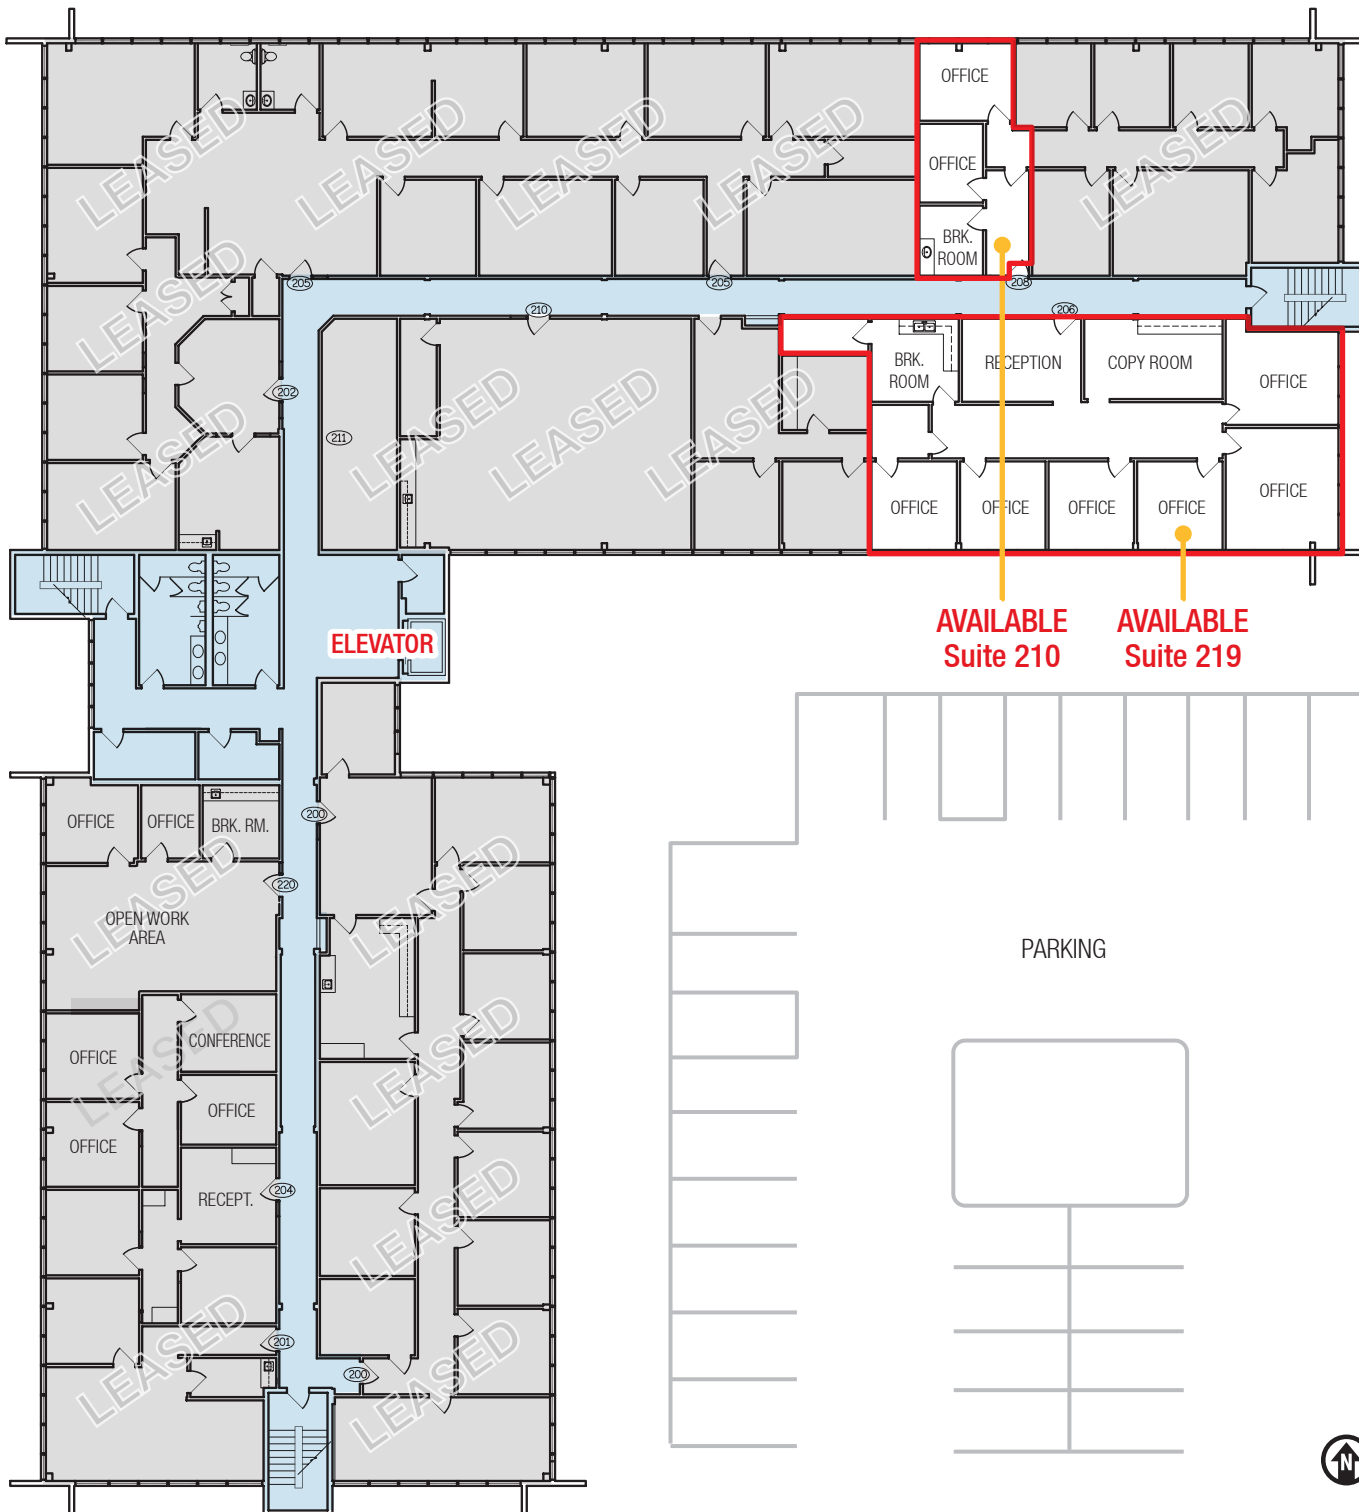 OFFICE
LEASED
LEASED
LEASED
LEASED
OFFICE
BRK.
ROOM
205
205
208
210
206
LEASED
BRK.
ROOM
RECEPTION
COPY ROOM
OFFICE
202
211
LEASED
LEASED
LEASED
LEASED
OFFICE
OFFICE
OFFICE
OFFICE
OFFICE
ELEVATOR
AVAILABLE
Suite 210
AVAILABLE
Suite 219
OFFICE
OFFICE
BRK. RM.
200
220
LEASED
LEASED
OPEN WORK
AREA
PARKING
CONFERENCE
OFFICE
LEASED
LEASED
OFFICE
OFFICE
204
RECEPT.
LEASED
201
200
LEASED
LEASED
N